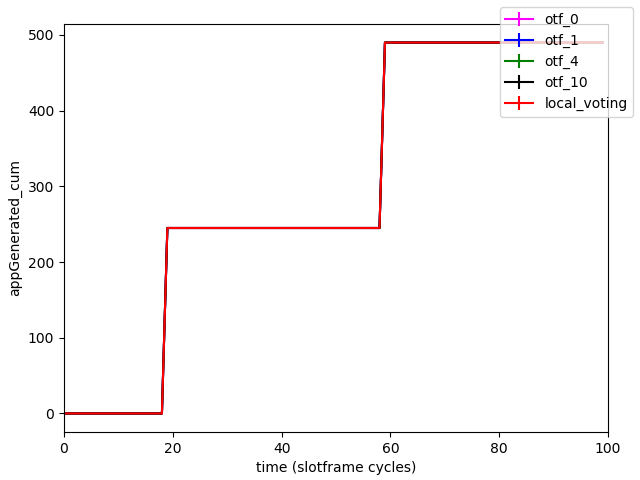 otf_0
otf_1
otf_4
otf_10
local_voting
appGenerated_cum
500
400
300
200
100
0
0 20 40 60 80 100
time (slotframe cycles)